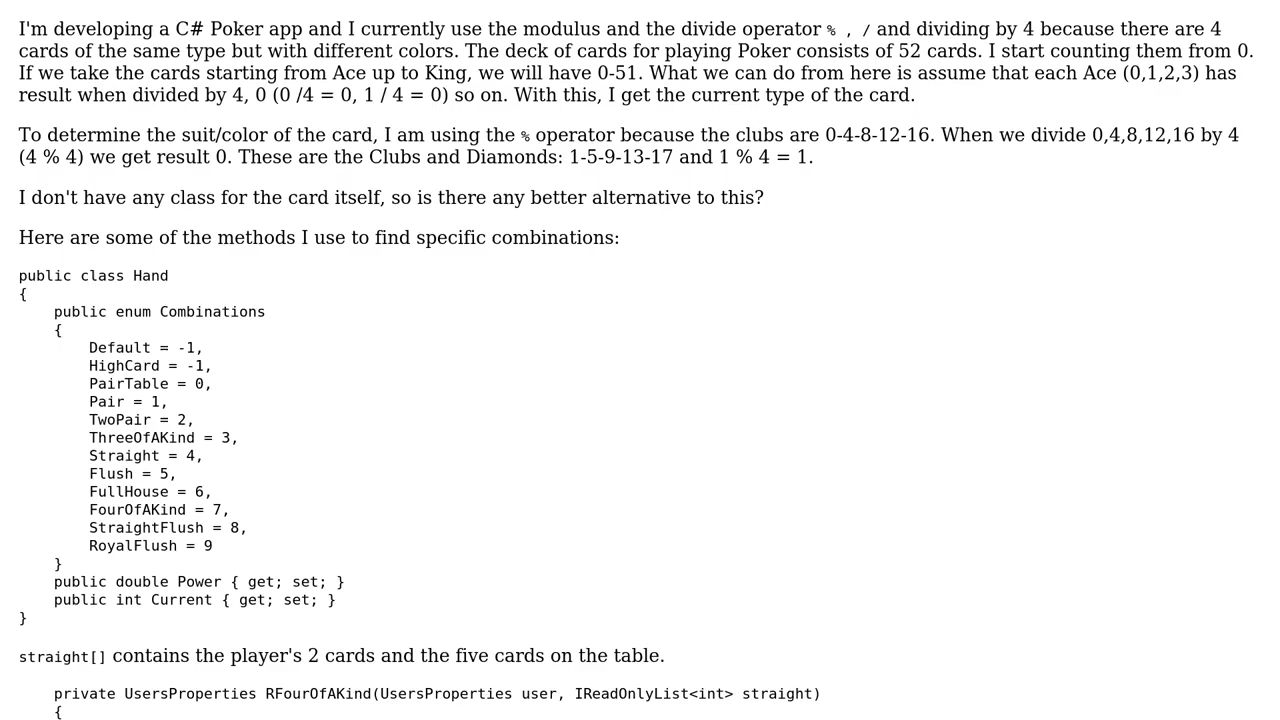 I'm developing a C# Poker app and I currently use the modulus and the divide operator % , / and dividing by 4 because there are 4
cards of the same type but with different colors. The deck of cards for playing Poker consists of 52 cards. I start counting them from 0.
If we take the cards starting from Ace up to King, we will have 0-51. What we can do from here is assume that each Ace (0,1,2,3) has
result when divided by 4, 0 (0 /4 = 0, 1 / 4 = 0) so on. With this, I get the current type of the card.
To determine the suit/color of the card, I am using the % operator because the clubs are 0-4-8-12-16. When we divide 0,4,8,12,16 by 4
(4 % 4) we get result 0. These are the Clubs and Diamonds: 1-5-9-13-17 and 1 % 4 = 1.
I don't have any class for the card itself, so is there any better alternative to this?
Here are some of the methods I use to find specific combinations:
public class Hand
{
    public enum Combinations
    {
        Default = -1,
        HighCard = -1,
        PairTable = 0,
        Pair = 1,
        TwoPair = 2,
        ThreeOfAKind = 3,
        Straight = 4,
        Flush = 5,
        FullHouse = 6,
        FourOfAKind = 7,
        StraightFlush = 8,
        RoyalFlush = 9
    }
    public double Power { get; set; }
    public int Current { get; set; }
}
straight[] contains the player's 2 cards and the five cards on the table.
    private UsersProperties RFourOfAKind(UsersProperties user, IReadOnlyList<int> straight)
    {